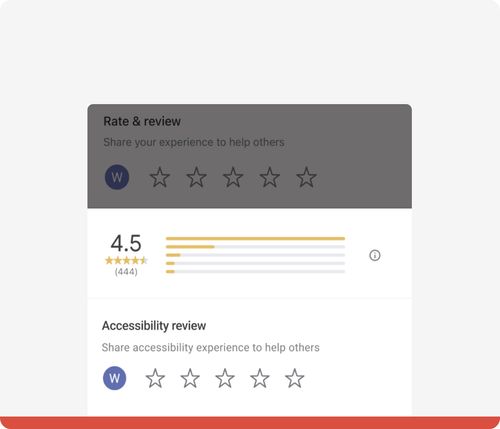 Rate & review
Share your experience to help others
W
4.5
(444)
Accessibility review
Share accessibility experience to help others
W